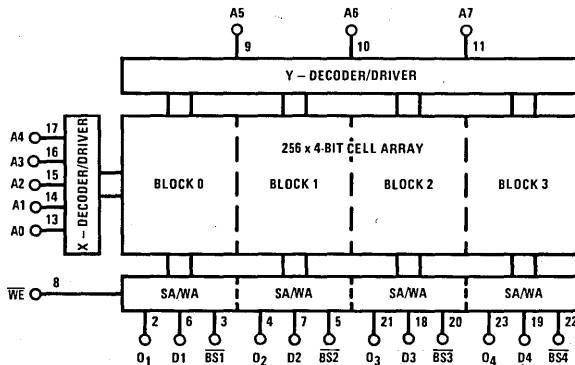 A5 A6 A7
9 10 11
Y – DECODER/DRIVER
A4 17
A3 16
A2 15
A1 14
A0 13
X – DECODER/DRIVER
256 x 4-BIT CELL ARRAY
BLOCK 0 BLOCK 1 BLOCK 2 BLOCK 3
WE 8
SA/WA SA/WA SA/WA SA/WA
2 6 3 4 7 5 21 18 20 23 19 22
O1 D1 BS1 O2 D2 BS2 O3 D3 BS3 O4 D4 BS4